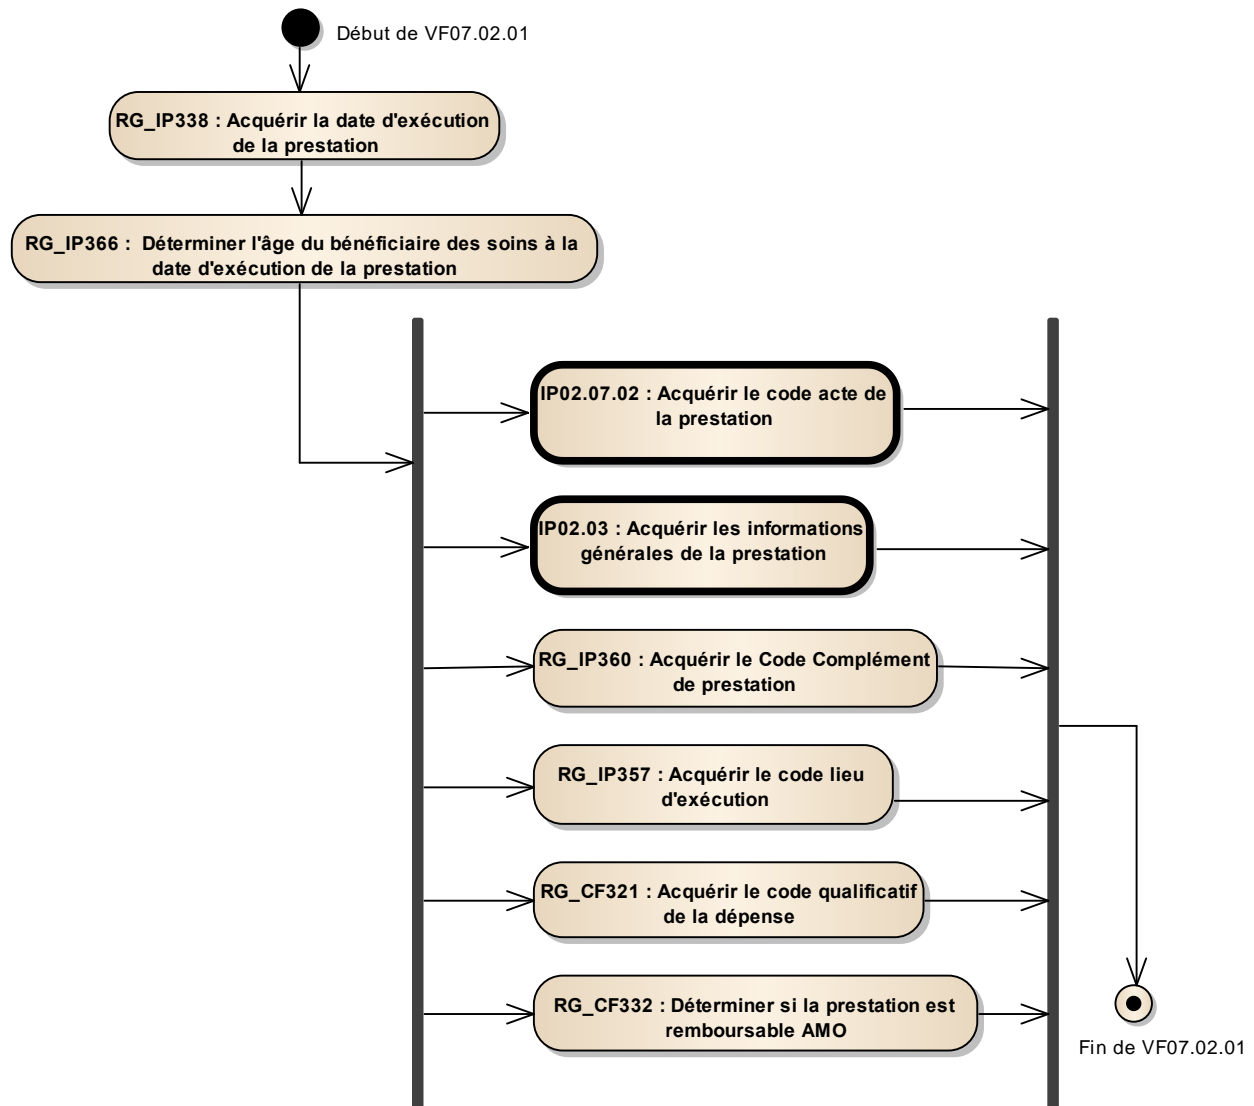 Début de VF07.02.01
RG_IP338 : Acquérir la date d'exécution
de la prestation
RG_IP366 :  Déterminer l'âge du bénéficiaire des soins à la
date d'exécution de la prestation
IP02.07.02 : Acquérir le code acte de
la prestation
IP02.03 : Acquérir les informations
générales de la prestation
RG_IP360 : Acquérir le Code Complément
de prestation
RG_IP357 : Acquérir le code lieu
d'exécution
RG_CF321 : Acquérir le code qualificatif
de la dépense
RG_CF332 : Déterminer si la prestation est
remboursable AMO
Fin de VF07.02.01